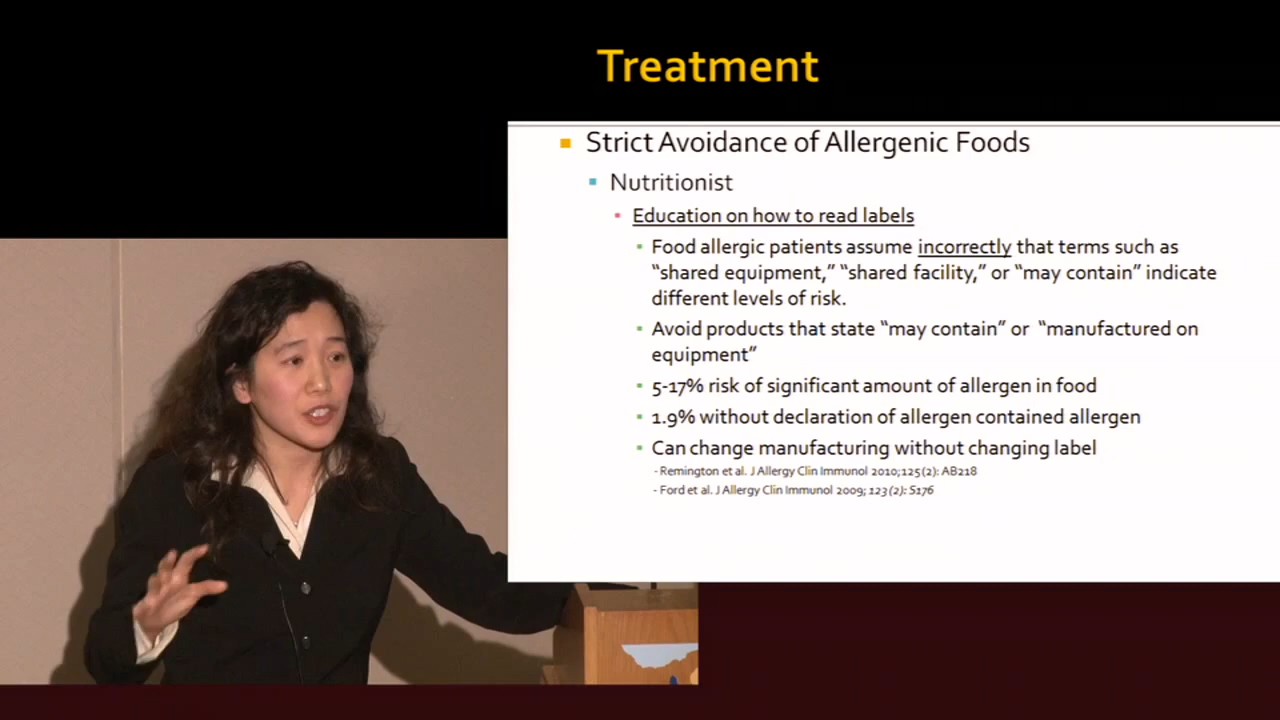 Treatment
Strict Avoidance of Allergenic Foods
Nutritionist
Education on how to read labels
Food allergic patients assume incorrectly that terms such as
“shared equipment,” “shared facility,” or “may contain” indicate
different levels of risk.
Avoid products that state “may contain” or “manufactured on
equipment”
5-17% risk of significant amount of allergen in food
1.9% without declaration of allergen contained allergen
Can change manufacturing without changing label
- Remington et al. J Allergy Clin Immunol 2010;125(2): AB218
- Ford et al. J Allergy Clin Immunol 2009; 123(2): S176